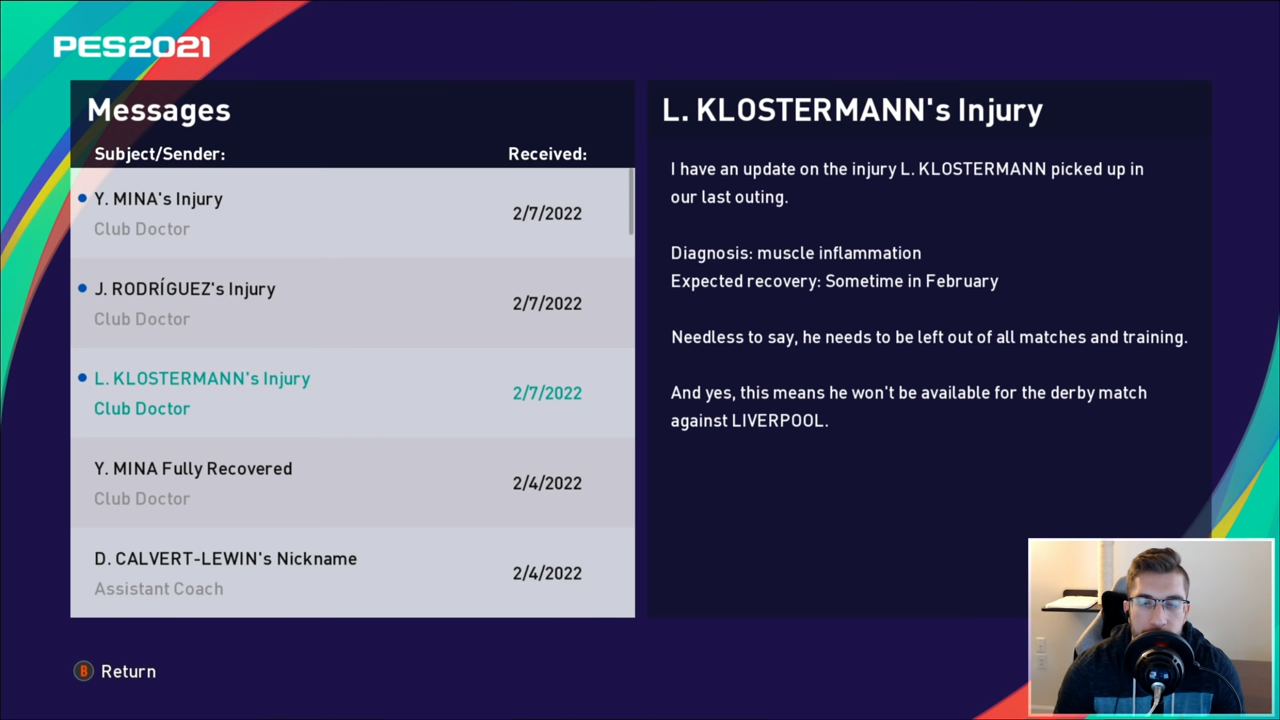 PES2021
Messages
Subject/Sender:
Received:
Y. MINA's Injury
Club Doctor
2/7/2022
J. RODRÍGUEZ's Injury
Club Doctor
2/7/2022
L. KLOSTERMANN's Injury
Club Doctor
2/7/2022
Y. MINA Fully Recovered
Club Doctor
2/4/2022
D. CALVERT-LEWIN's Nickname
Assistant Coach
2/4/2022
L. KLOSTERMANN's Injury
I have an update on the injury L. KLOSTERMANN picked up in
our last outing.
Diagnosis: muscle inflammation
Expected recovery: Sometime in February
Needless to say, he needs to be left out of all matches and training.
And yes, this means he won't be available for the derby match
against LIVERPOOL.
B Return